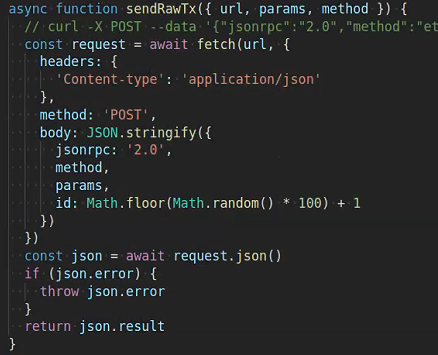 async function sendRawTx({ url, params, method }) {
// curl -X POST --data '{"jsonrpc":"2.0","method":"et
const request = await fetch(url, {
headers: {
'Content-type': 'application/json'
},
method: 'POST',
body: JSON.stringify({
jsonrpc: '2.0',
method,
params,
id: Math.floor(Math.random() * 100) + 1
})
})
const json = await request.json()
if (json.error) {
throw json.error
}
return json.result
}